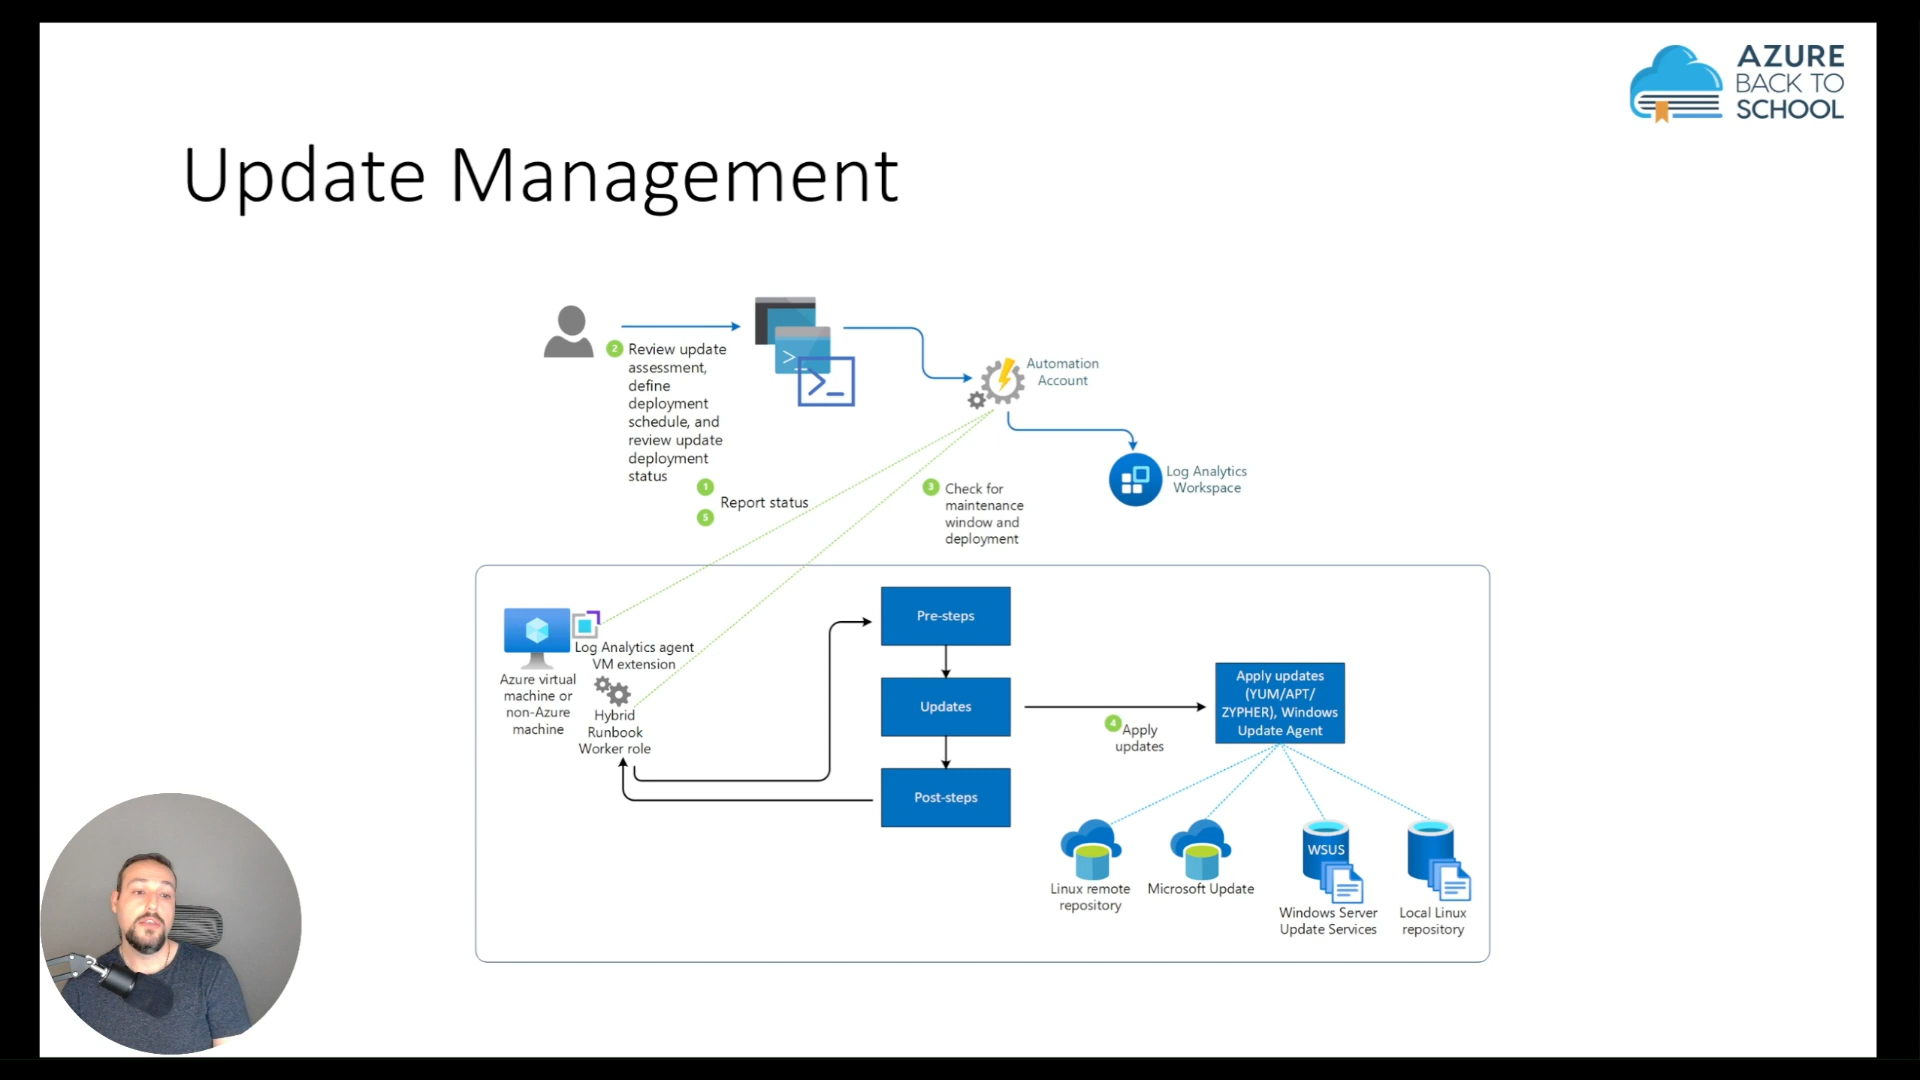 AZURE
BACK TO
SCHOOL
Update Management
2
Review update
assessment,
define
deployment
schedule, and
review update
deployment
status
Automation
Account
Log Analytics
Workspace
1
5
Report status
3
Check for
maintenance
window and
deployment
Log Analytics agent
VM extension
Azure virtual
machine or
non-Azure
machine
Hybrid
Runbook
Worker role
Pre-steps
Updates
Post-steps
4
Apply
updates
Apply updates
(YUM/APT/
ZYPHER), Windows
Update Agent
Linux remote
repository
Microsoft Update
WSUS
Windows Server
Update Services
Local Linux
repository